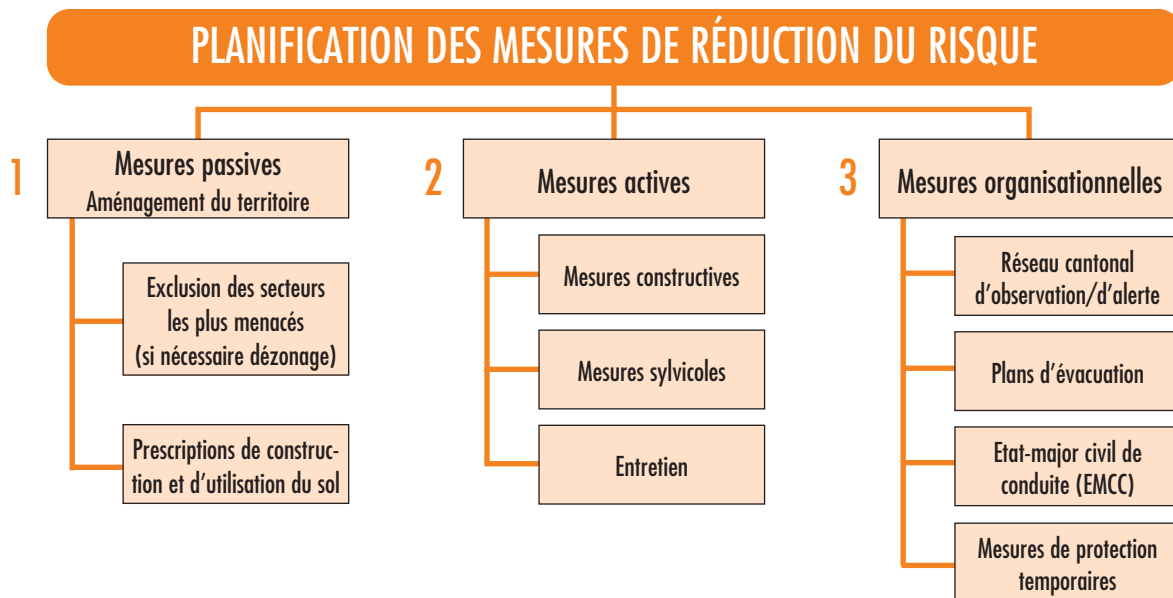 PLANIFICATION DES MESURES DE RÉDUCTION DU RISQUE
1
Mesures passives
Aménagement du territoire
Exclusion des secteurs
les plus menacés
(si nécessaire dézonage)
Prescriptions de construc-
tion et d'utilisation du sol
2
Mesures actives
Mesures constructives
Mesures sylvicoles
Entretien
3
Mesures organisationnelles
Réseau cantonal
d'observation/d'alerte
Plans d'évacuation
Etat-major civil de
conduite (EMCC)
Mesures de protection
temporaires